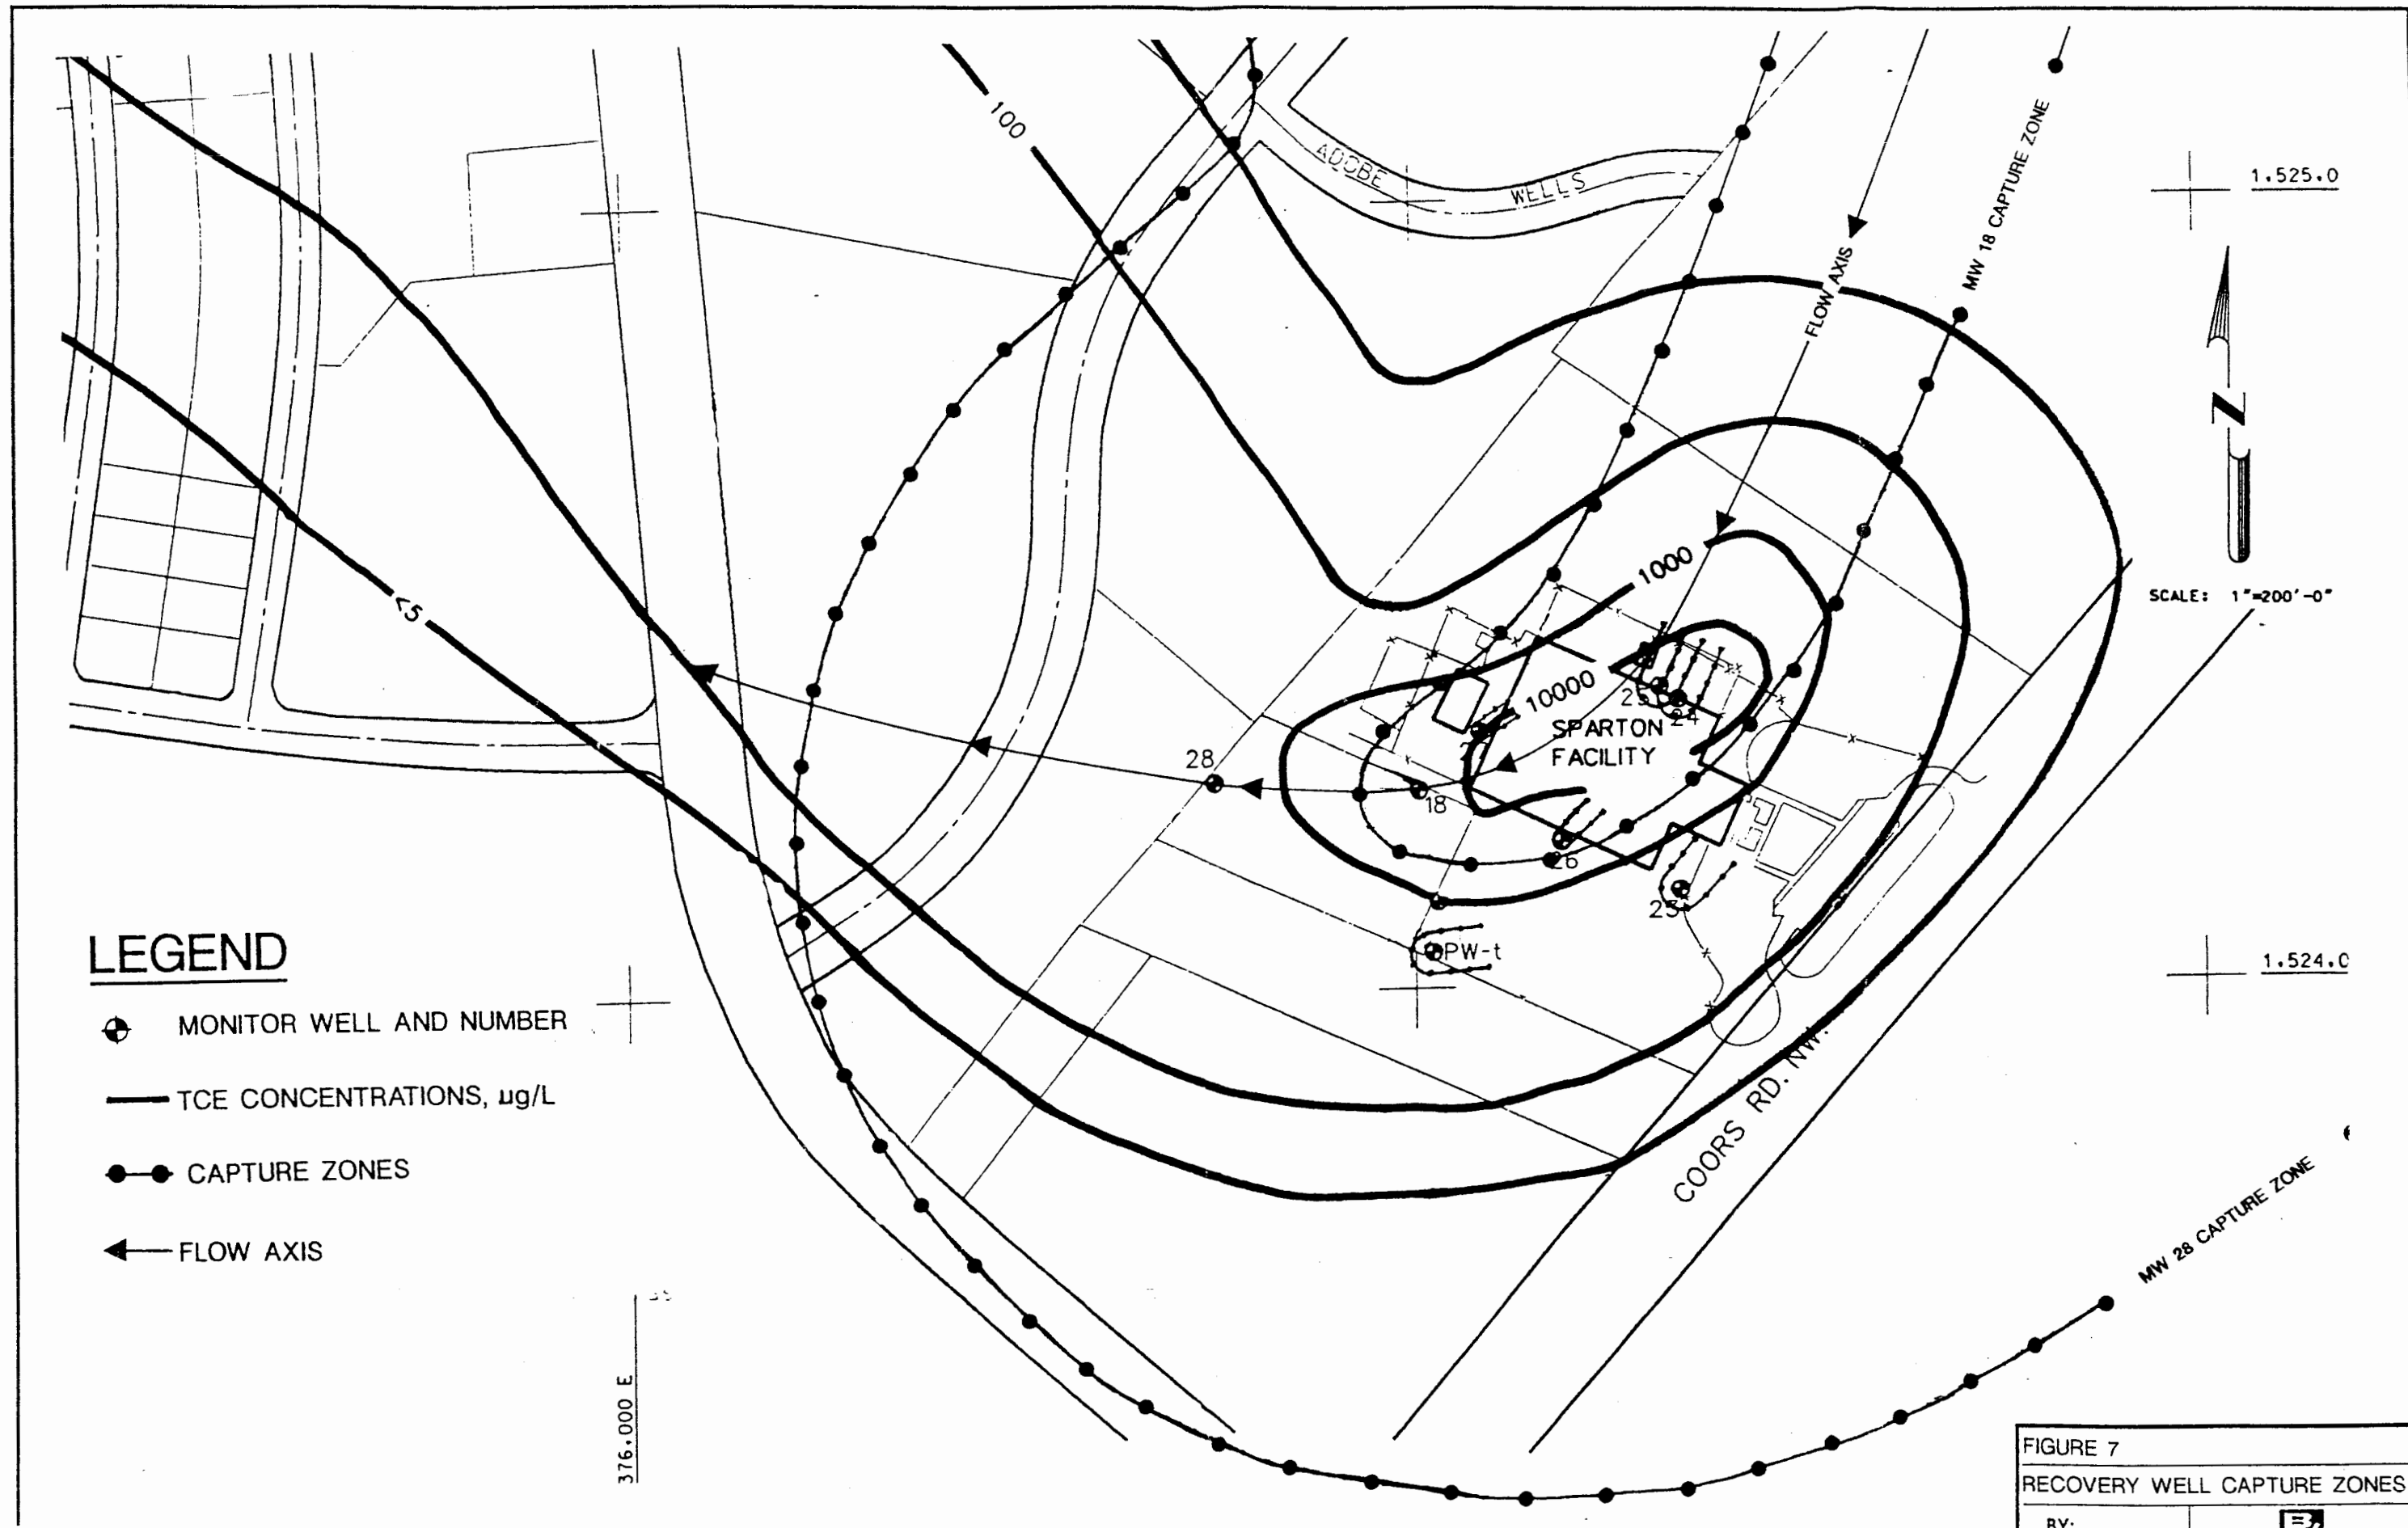 100
ADOBE
WELLS
1.525.0
MW 18 CAPTURE ZONE
FLOW AXIS
N
SCALE: 1"=200'-0"
<5
1000
10000
25
24
SPARTON
FACILITY
28
18
26
23
PW-t
1.524.0
COORS RD. NW.
MW 28 CAPTURE ZONE
LEGEND
MONITOR WELL AND NUMBER
TCE CONCENTRATIONS, µg/L
CAPTURE ZONES
FLOW AXIS
376.000 E
FIGURE 7
RECOVERY WELL CAPTURE ZONES
BY: